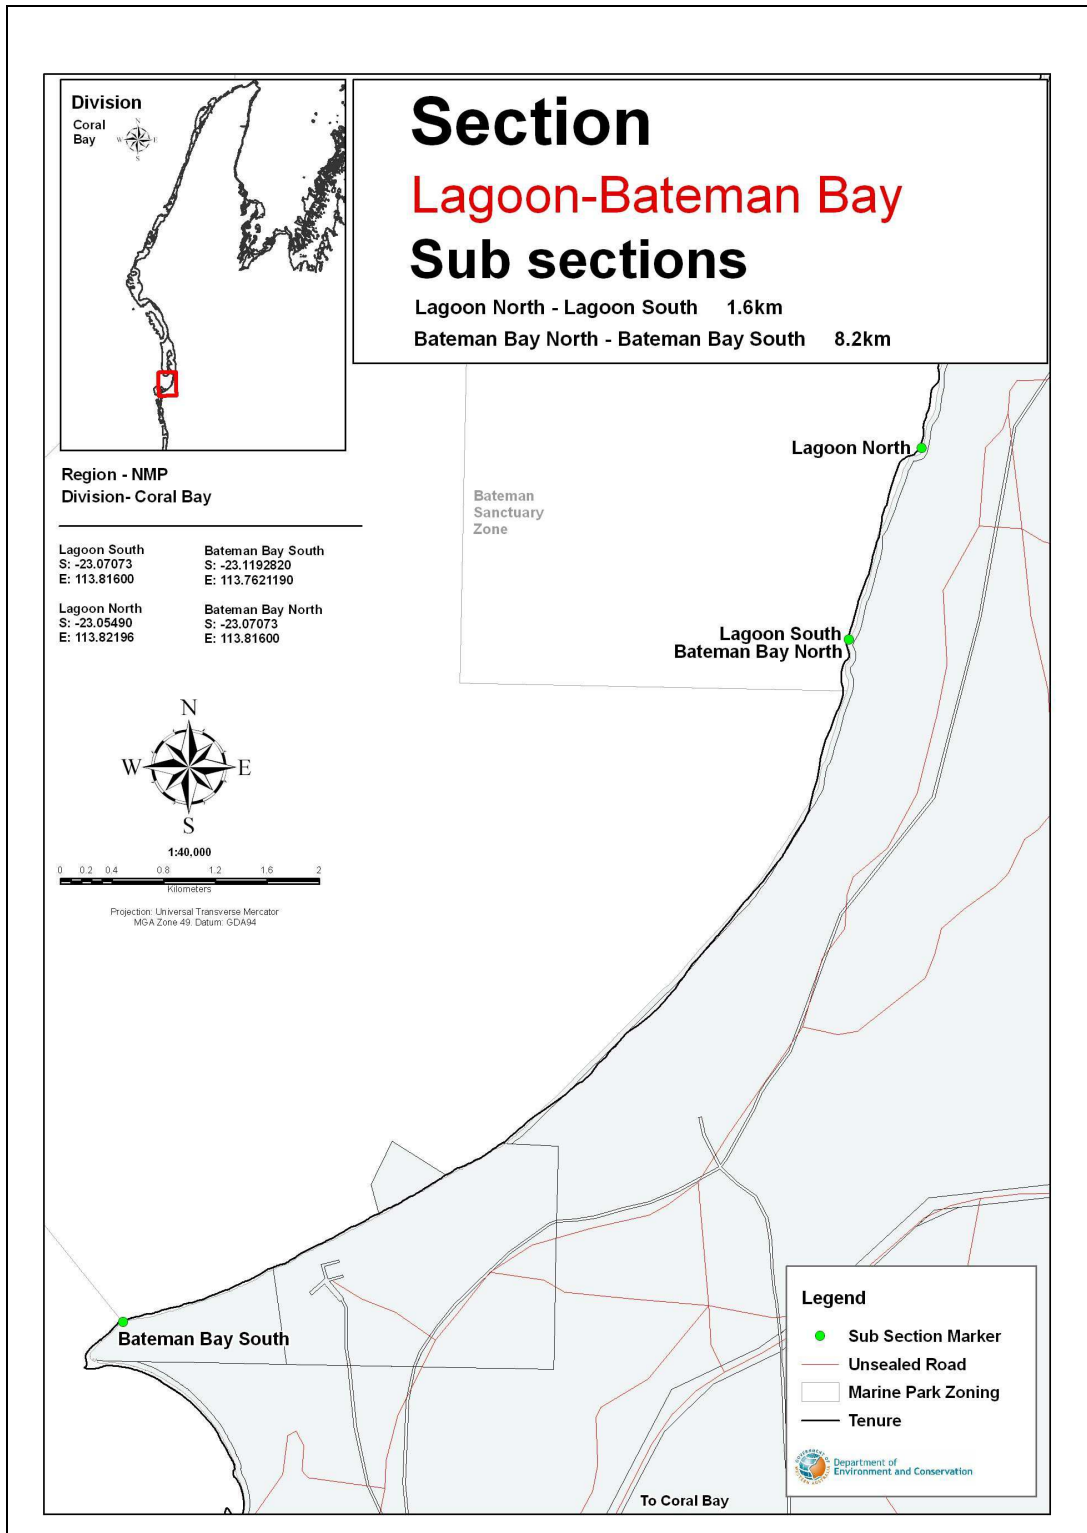 Division
Coral
Bay
N
W E
S
Section
Lagoon-Bateman Bay
Sub sections
Lagoon North - Lagoon South 1.6km
Bateman Bay North - Bateman Bay South 8.2km
Region - NMP
Division- Coral Bay
Lagoon South
S: -23.07073
E: 113.81600
Bateman Bay South
S: -23.1192820
E: 113.7621190
Lagoon North
S: -23.05490
E: 113.82196
Bateman Bay North
S: -23.07073
E: 113.81600
N
W E
S
1:40,000
0 0.2 0.4 0.8 1.2 1.6 2
Kilometers
Projection: Universal Transverse Mercator
MGA Zone 49. Datum: GDA94
Lagoon North
Bateman
Sanctuary
Zone
Lagoon South
Bateman Bay North
Bateman Bay South
To Coral Bay
Legend
Sub Section Marker
Unsealed Road
Marine Park Zoning
Tenure
Department of
Environment and Conservation